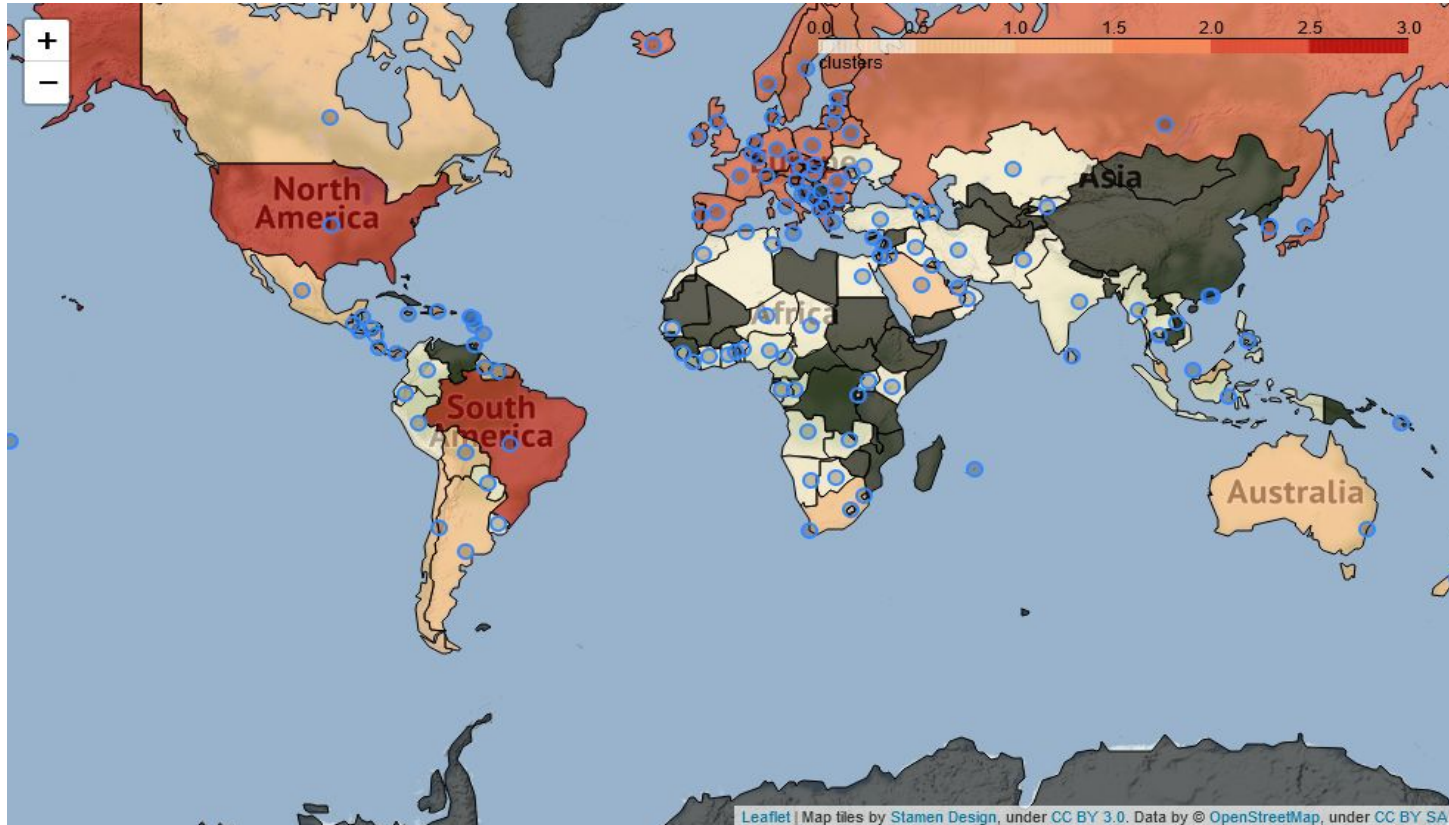 +
−
0.0 0.5 1.0 1.5 2.0 2.5 3.0
clusters
Europe
Asia
North
America
Africa
South
America
Australia
Leaflet | Map tiles by Stamen Design, under CC BY 3.0. Data by © OpenStreetMap, under CC BY SA